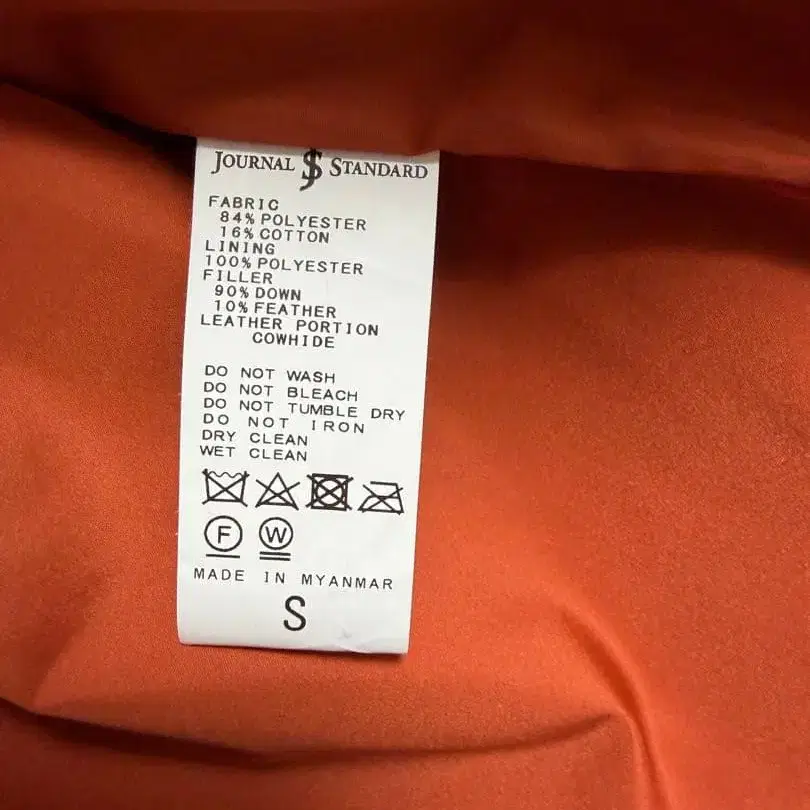 JOURNAL JS STANDARD
FABRIC
84% POLYESTER
16% COTTON
LINING
100% POLYESTER
FILLER
90% DOWN
10% FEATHER
LEATHER PORTION
COWHIDE
DO NOT WASH
DO NOT BLEACH
DO NOT TUMBLE DRY
DO NOT IRON
DRY CLEAN
WET CLEAN
F W
MADE IN MYANMAR
S